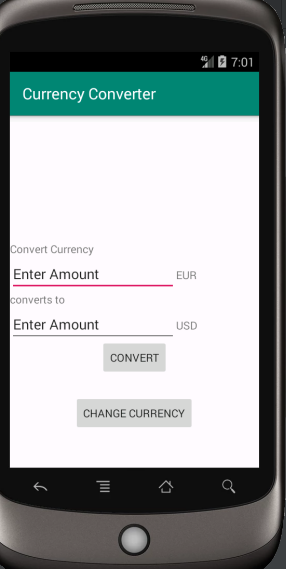 4G 7:01
Currency Converter
Convert Currency
Enter Amount EUR
converts to
Enter Amount USD
CONVERT
CHANGE CURRENCY